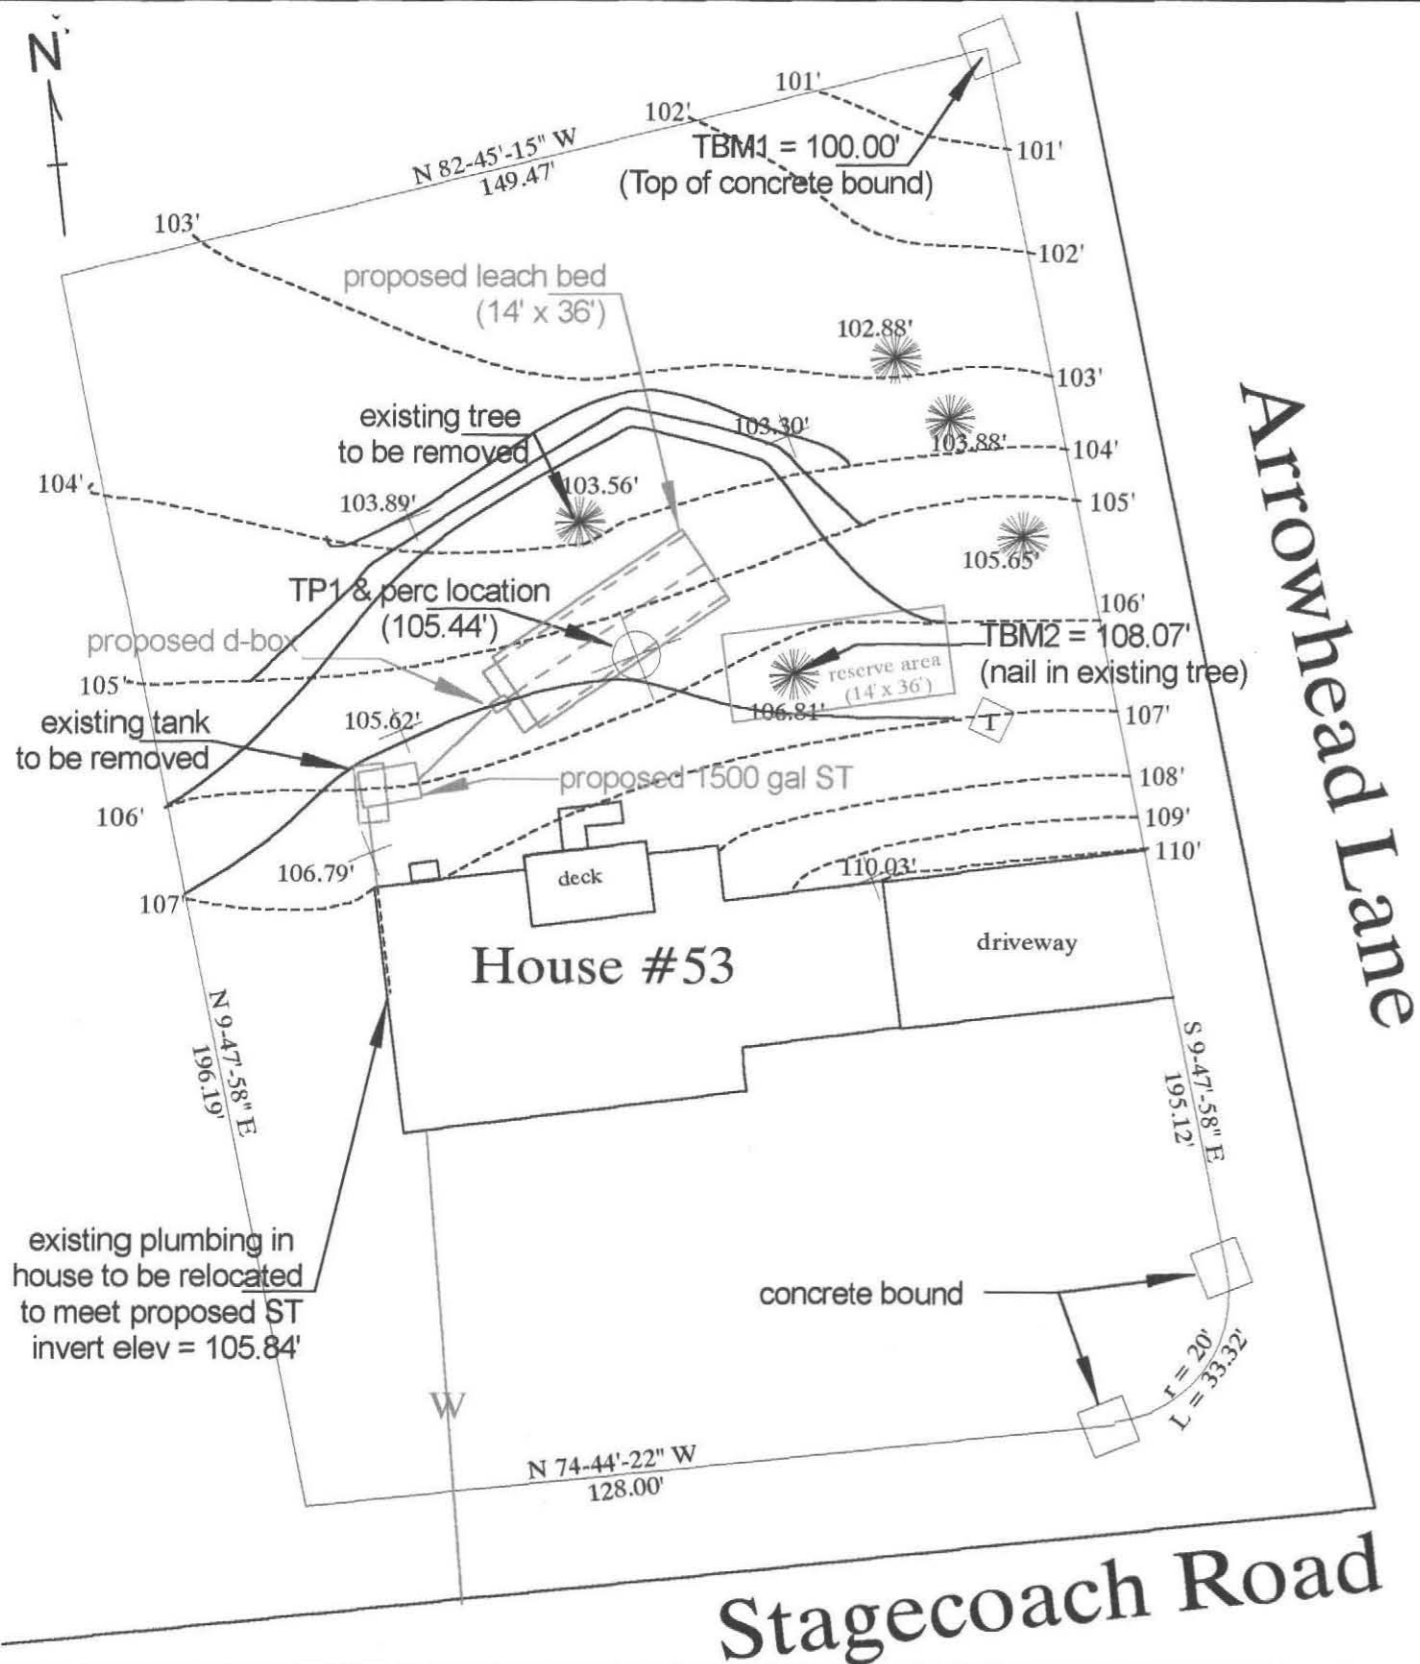 N
101'
102'
TBM1 = 100.00'
(Top of concrete bound)
101'
N 82-45'-15" W
149.47'
103'
102'
proposed leach bed
(14' x 36')
102.88'
103'
existing tree
to be removed
103.30'
103.88'
104'
104'
103.89'
103.56'
105'
105.65'
TP1 & perc location
(105.44')
106'
proposed d-box
TBM2 = 108.07'
(nail in existing tree)
reserve area
(14' x 36')
105'
existing tank
to be removed
105.62'
106.81'
T
107'
proposed 1500 gal ST
108'
106'
109'
110'
106.79'
deck
110.03'
107'
House #53
driveway
Arrowhead Lane
N 9-47'-58" E
196.19'
S 9-47'-58" E
195.12'
existing plumbing in
house to be relocated
to meet proposed ST
invert elev = 105.84'
concrete bound
r = 20'
L = 33.32'
W
N 74-44'-22" W
128.00'
Stagecoach Road